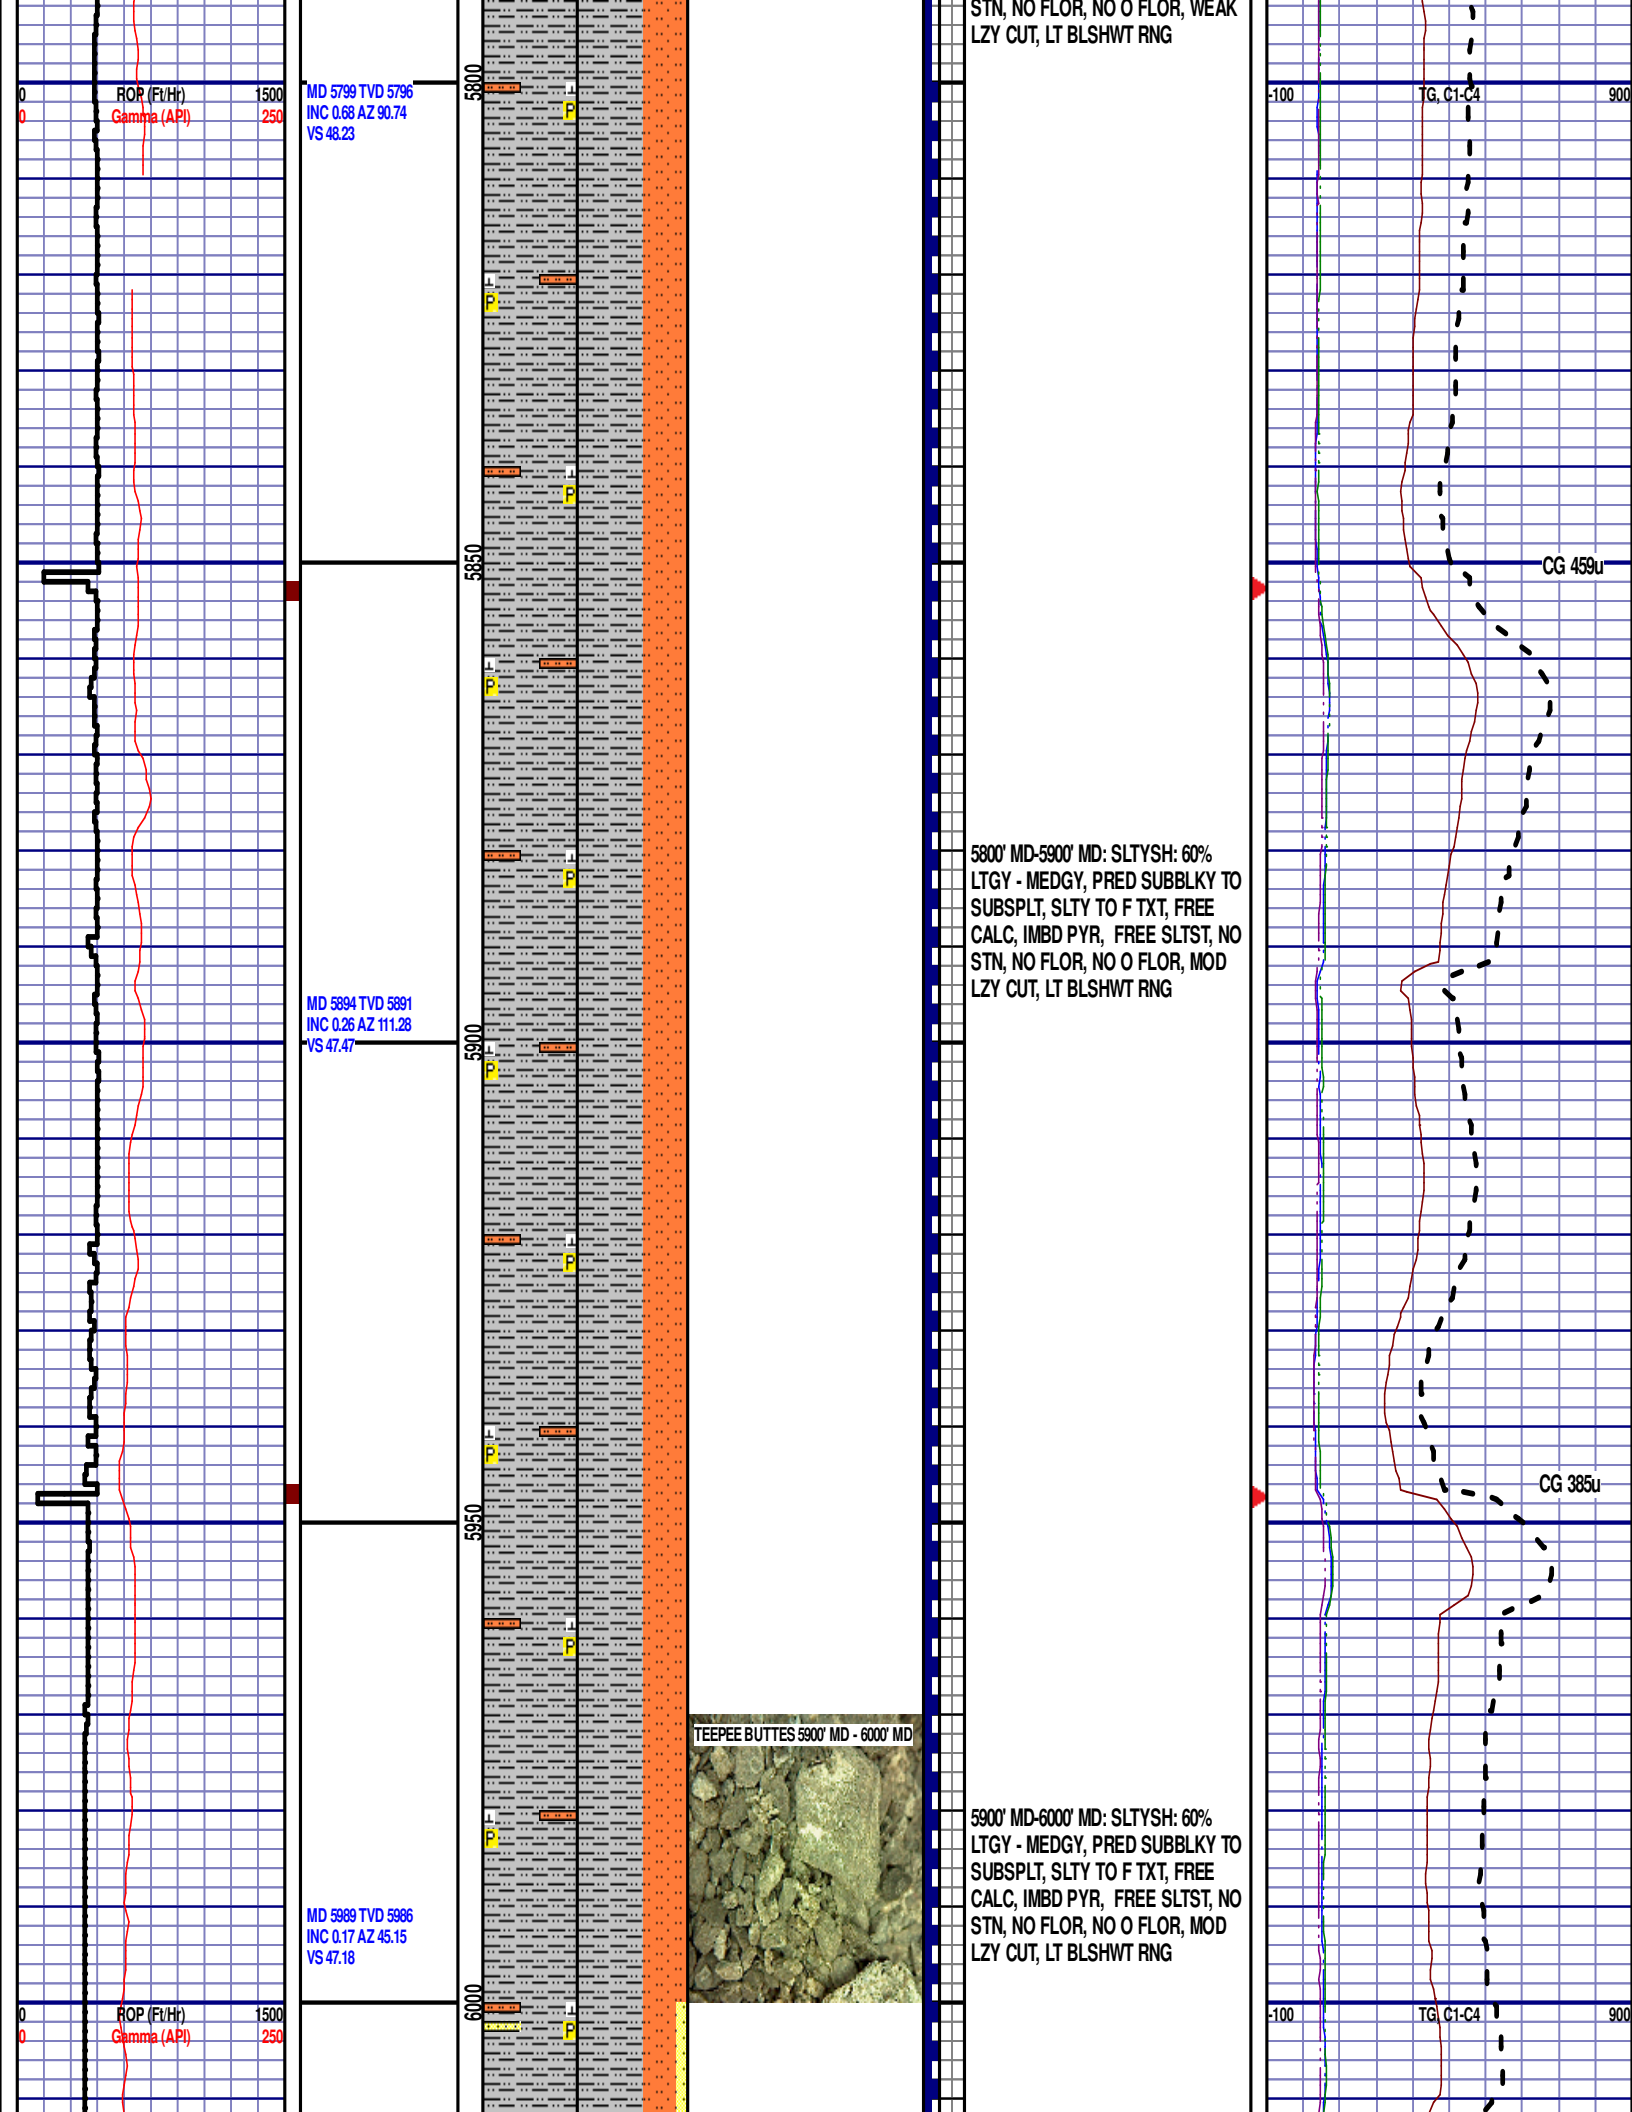 STN, NO FLOR, NO O FLOR, WEAK
LZY CUT, LT BLSHWT RNG
0 ROP (Ft/Hr) 1500
0 Gamma (API) 250
MD 5799 TVD 5796
INC 0.68 AZ 90.74
VS 48.23
5800
P
-100 TG, C1-C4 900
P
P
5850
CG 459u
P
P
5800' MD-5900' MD: SLTYSH: 60%
LTGY - MEDGY, PRED SUBBLKY TO
SUBSPLT, SLTY TO F TXT, FREE
CALC, IMBD PYR, FREE SLTST, NO
STN, NO FLOR, NO O FLOR, MOD
LZY CUT, LT BLSHWT RNG
MD 5894 TVD 5891
INC 0.26 AZ 111.28
VS 47.47
5900
P
P
P
CG 385u
5950
P
TEEPEE BUTTES 5900' MD - 6000' MD
P
5900' MD-6000' MD: SLTYSH: 60%
LTGY - MEDGY, PRED SUBBLKY TO
SUBSPLT, SLTY TO F TXT, FREE
CALC, IMBD PYR, FREE SLTST, NO
STN, NO FLOR, NO O FLOR, MOD
LZY CUT, LT BLSHWT RNG
MD 5989 TVD 5986
INC 0.17 AZ 45.15
VS 47.18
6000
0 ROP (Ft/Hr) 1500
0 Gamma (API) 250
P
-100 TG, C1-C4 900